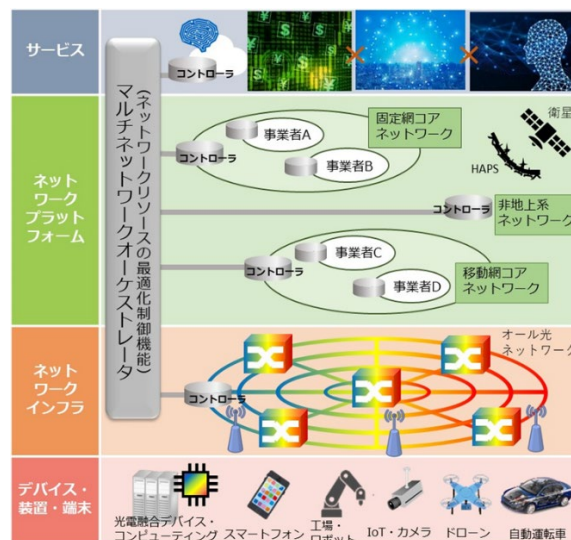 サービス
コントローラ
マルチネットワークオーケストレータ
(ネットワークリソースの最適化制御機能)
ネット
ワーク
プラット
フォーム
コントローラ
事業者A
事業者B
固定網コア
ネットワーク
衛星
HAPS
コントローラ
非地上系
ネットワーク
コントローラ
事業者C
事業者D
移動網コア
ネットワーク
ネット
ワーク
インフラ
コントローラ
オール光
ネットワーク
デバイス・
装置・端末
光電融合デバイス・
コンピューティング
スマートフォン
工場・
ロボット
IoT・カメラ
ドローン
自動運転車